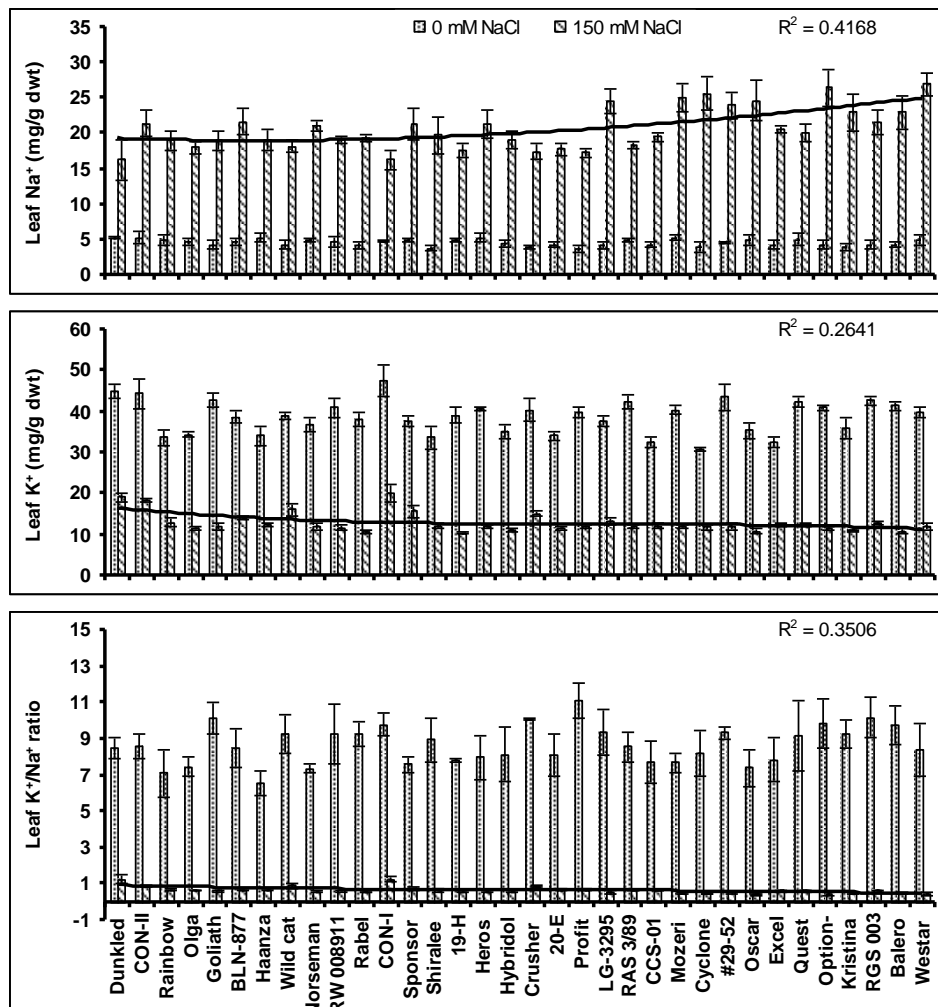 0 mM NaCl 150 mM NaCl R² = 0.4168
Leaf Na⁺ (mg/g dwt)
35
30
25
20
15
10
5
0
R² = 0.2641
Leaf K⁺ (mg/g dwt)
60
50
40
30
20
10
0
R² = 0.3506
Leaf K⁺/Na⁺ ratio
15
13
11
9
7
5
3
1
-1
Dunkled
CON-II
Rainbow
Olga
Goliath
BLN-877
Haanza
Wild cat
Norseman
RW 008911
Rabel
CON-I
Sponsor
Shiralee
19-H
Heros
Hybridol
Crusher
20-E
Profit
LG-3295
RAS 3/89
CCS-01
Mozeri
Cyclone
#29-52
Oscar
Excel
Quest
Option-
Kristina
RGS 003
Balero
Westar